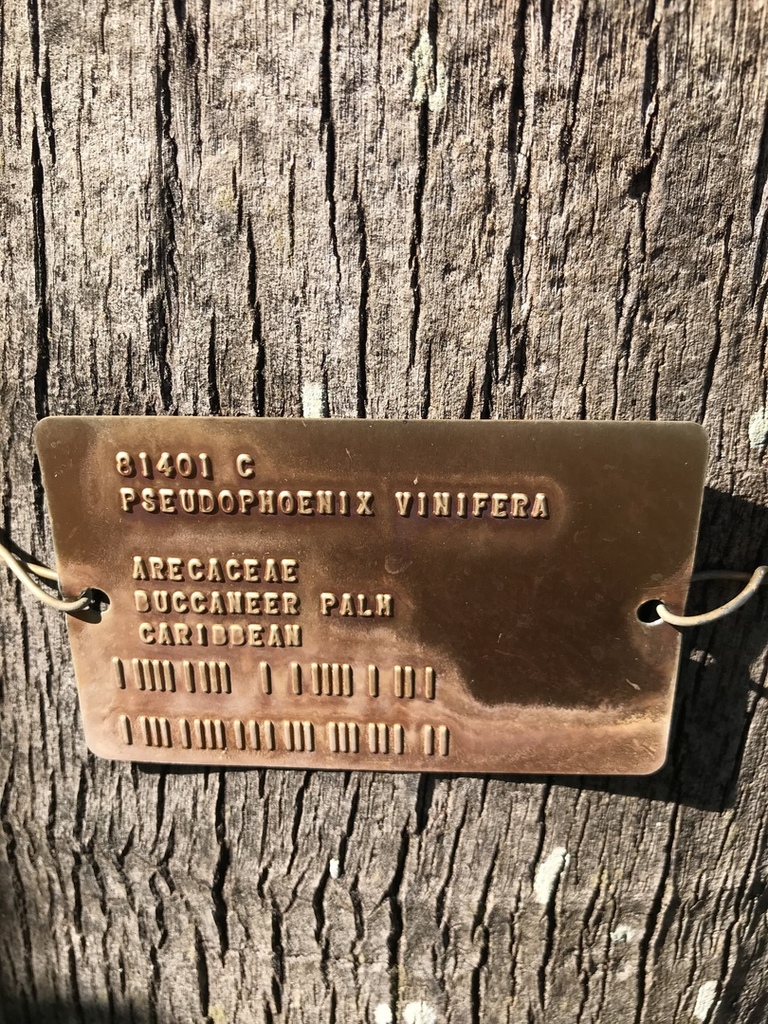 81401 C
PSEUDOPHOENIX VINIFERA
ARECACEAE
BUCCANEER PALM
CARIBBEAN